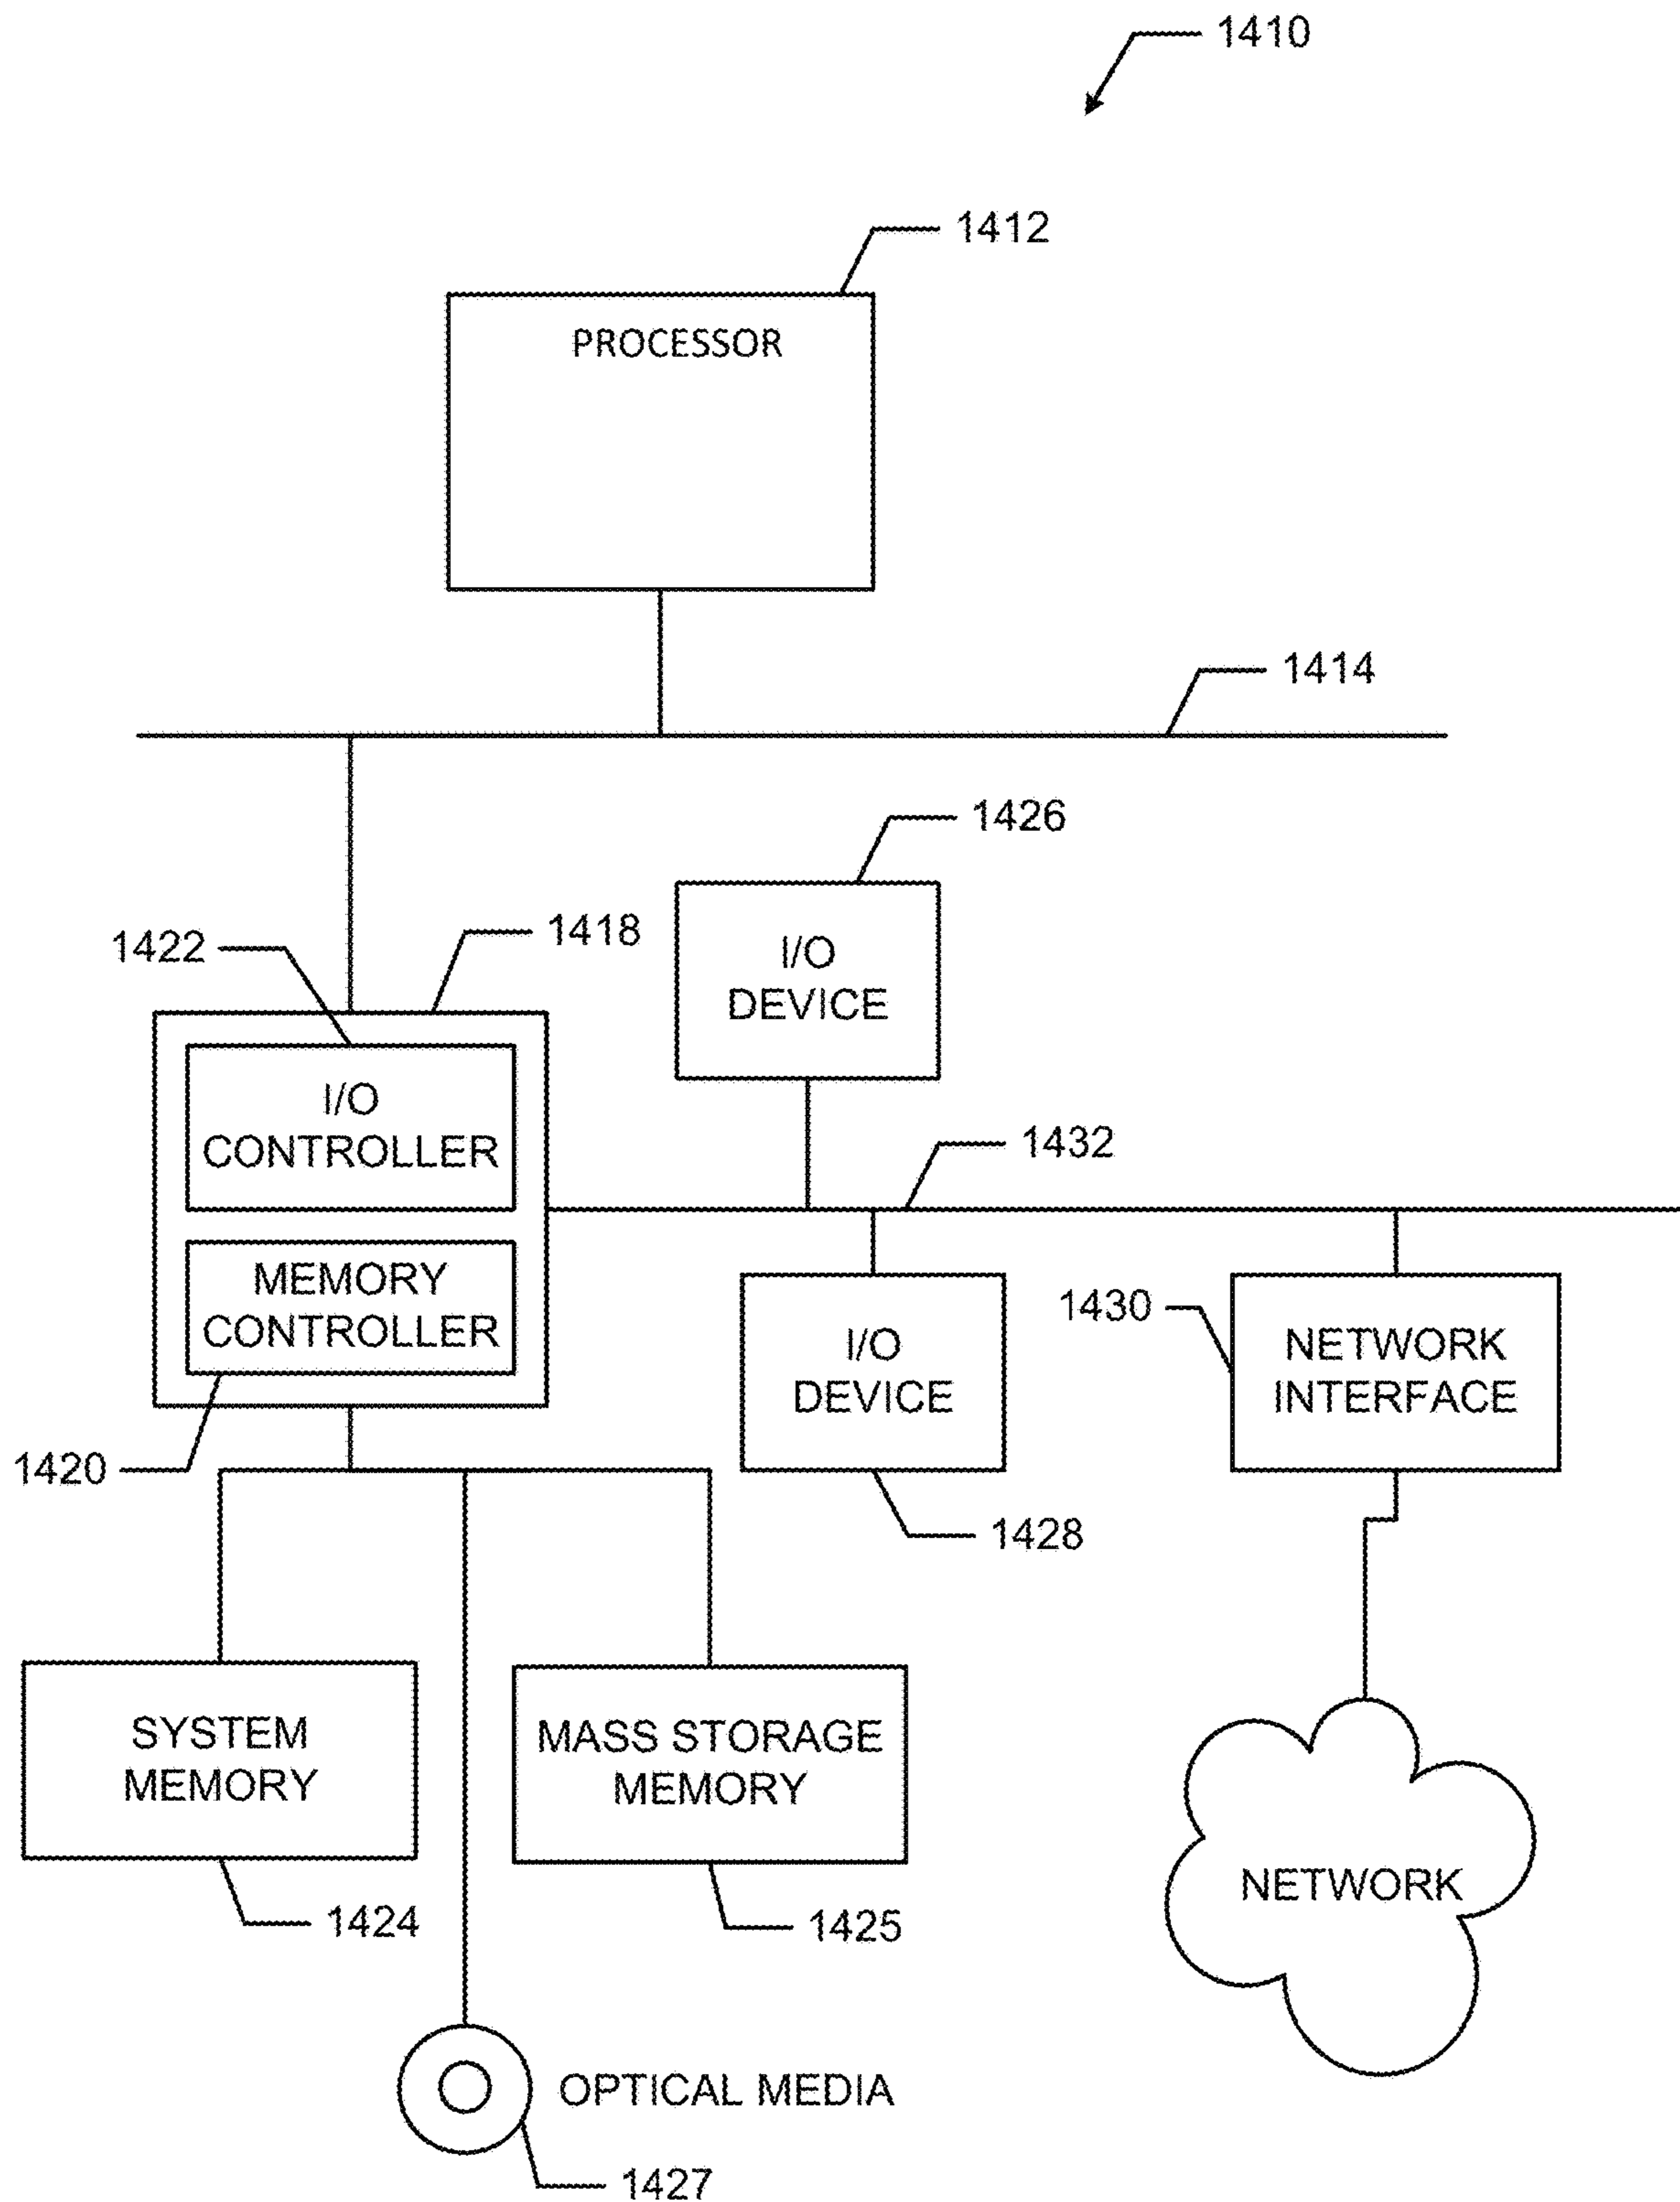 1410
1412
PROCESSOR
1414
1426
1418
1422
I/O
DEVICE
I/O
CONTROLLER
1432
MEMORY
CONTROLLER
1430
I/O
DEVICE
NETWORK
INTERFACE
1420
1428
SYSTEM
MEMORY
MASS STORAGE
MEMORY
NETWORK
1424
1425
OPTICAL MEDIA
1427